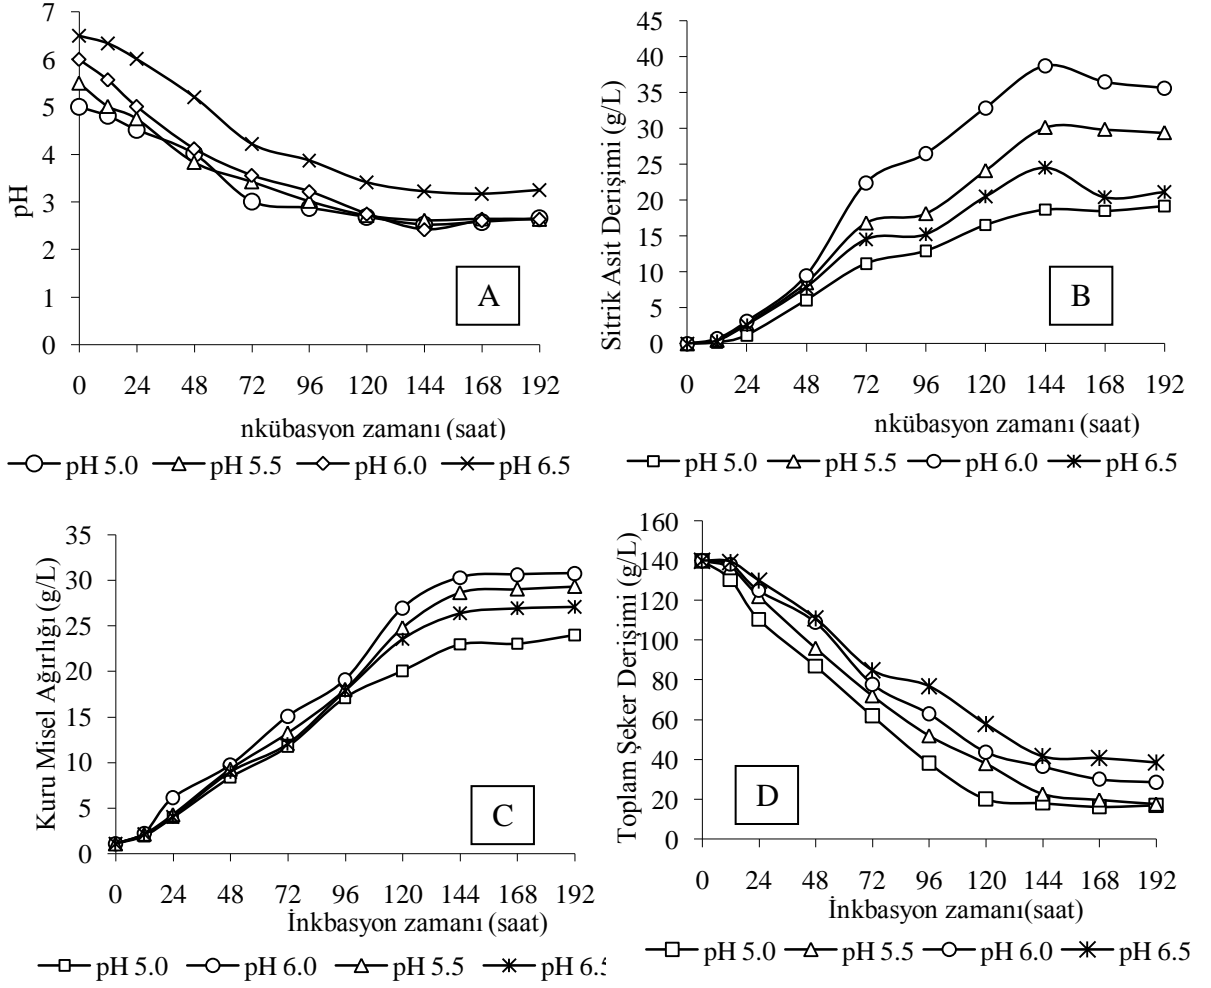 7
6
5
4
3
2
1
0
pH
A
0 24 48 72 96 120 144 168 192
nkübasyon zamanı (saat)
pH 5.0 pH 5.5 pH 6.0 pH 6.5
45
40
35
30
25
20
15
10
5
0
Sitrik Asit Derişimi (g/L)
B
0 24 48 72 96 120 144 168 192
nkübasyon zamanı (saat)
pH 5.0 pH 5.5 pH 6.0 pH 6.5
35
30
25
20
15
10
5
0
Kuru Misel Ağırlığı (g/L)
C
0 24 48 72 96 120 144 168 192
İnkbasyon zamanı (saat)
pH 5.0 pH 6.0 pH 5.5 pH 6.5
160
140
120
100
80
60
40
20
0
Toplam Şeker Derişimi (g/L)
D
0 24 48 72 96 120 144 168 192
İnkbasyon zamanı(saat)
pH 5.0 pH 5.5 pH 6.0 pH 6.5